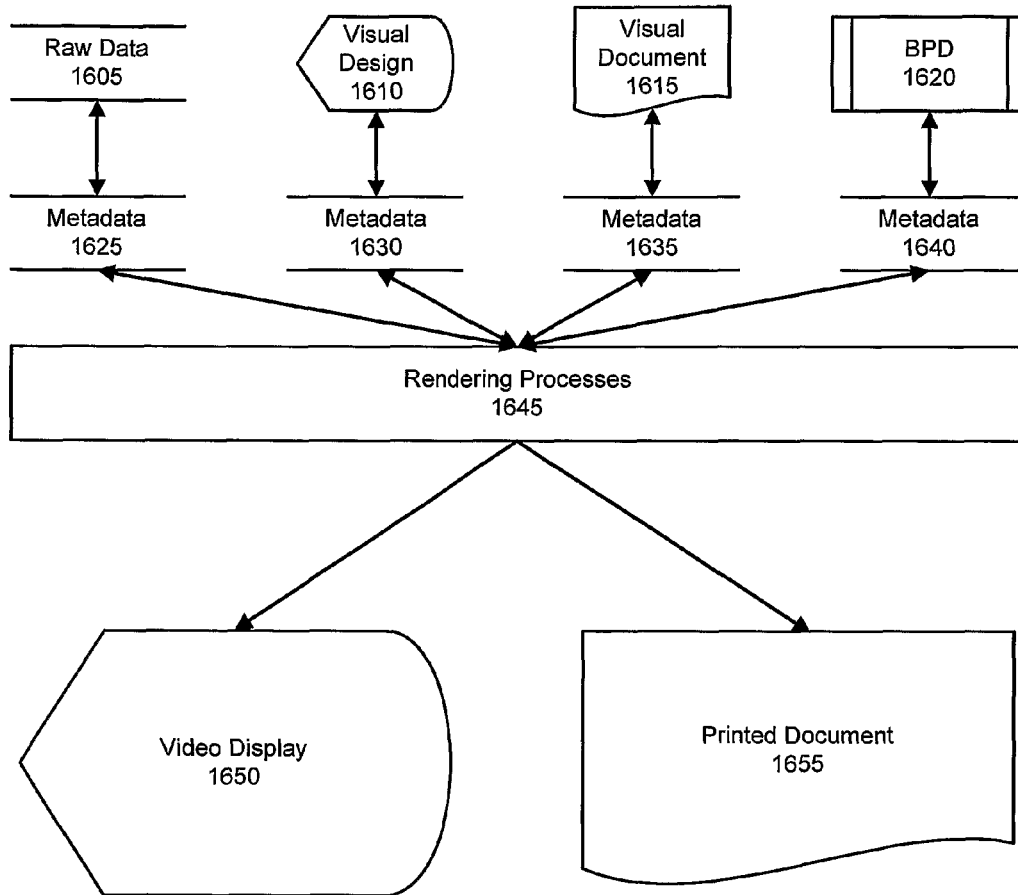 Raw Data
1605
Visual
Design
1610
Visual
Document
1615
BPD
1620
Metadata
1625
Metadata
1630
Metadata
1635
Metadata
1640
Rendering Processes
1645
Video Display
1650
Printed Document
1655